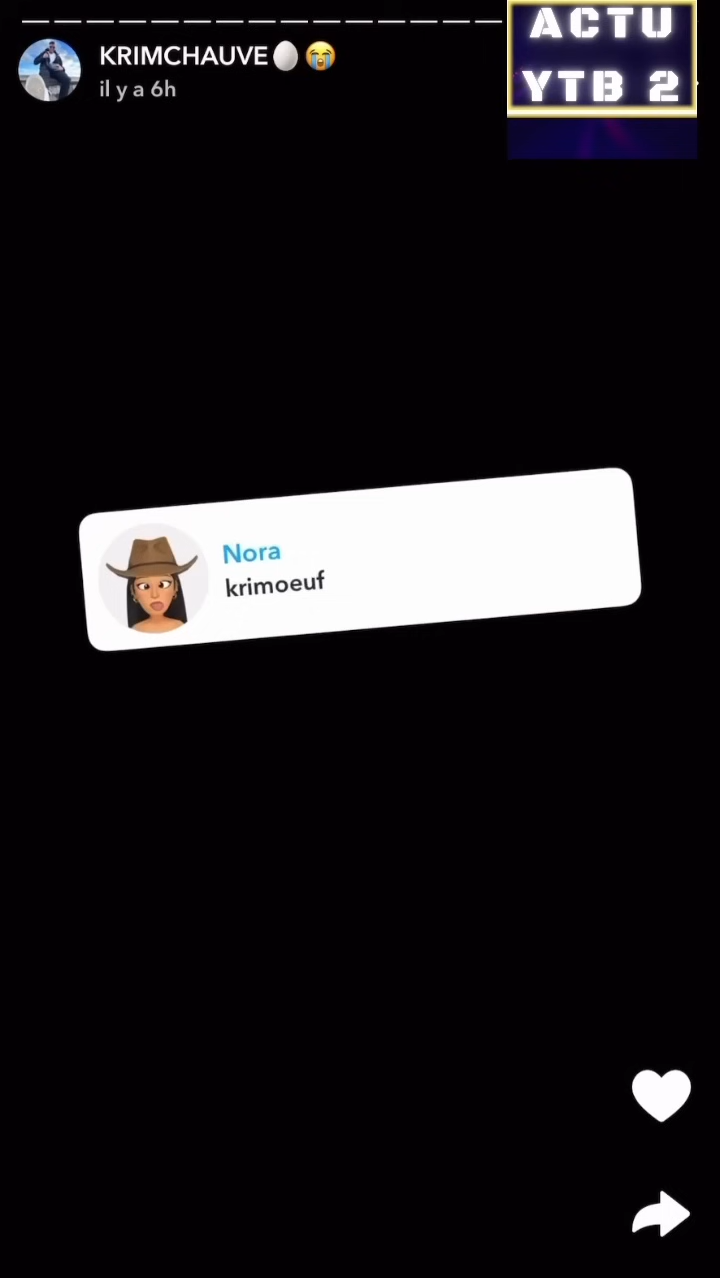 ACTU
YTB 2
KRIMCHAUVE🥚😭
il y a 6h
Nora
krimoeuf